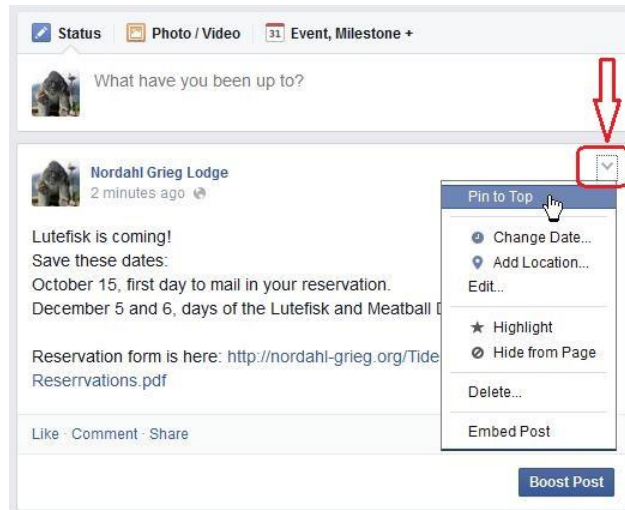 Status Photo / Video 31 Event, Milestone +
What have you been up to?
Nordahl Grieg Lodge
2 minutes ago
Pin to Top
Change Date...
Add Location...
Edit...
Highlight
Hide from Page
Delete...
Embed Post
Lutefisk is coming!
Save these dates:
October 15, first day to mail in your reservation.
December 5 and 6, days of the Lutefisk and Meatball
Reservation form is here: http://nordahl-grieg.org/Tide
Reserrvations.pdf
Like · Comment · Share
Boost Post